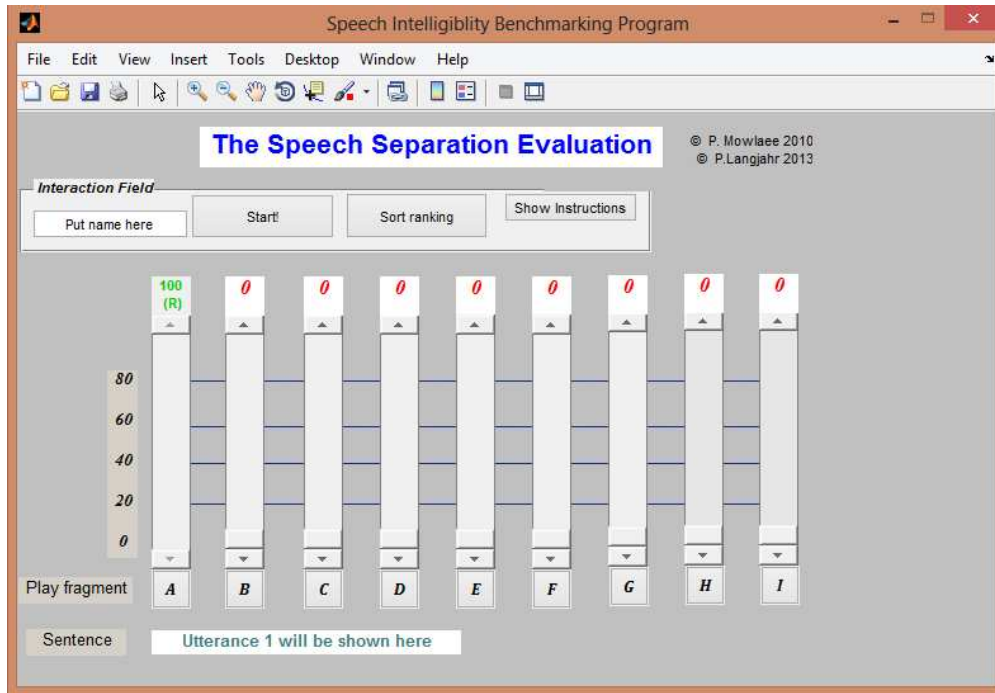 Speech Intelligiblity Benchmarking Program
File Edit View Insert Tools Desktop Window Help
The Speech Separation Evaluation
© P. Mowlaee 2010
© P.Langjahr 2013
Interaction Field
Put name here Start! Sort ranking Show Instructions
100 0 0 0 0 0 0 0 0
(R)
80
60
40
20
0
Play fragment A B C D E F G H I
Sentence Utterance 1 will be shown here